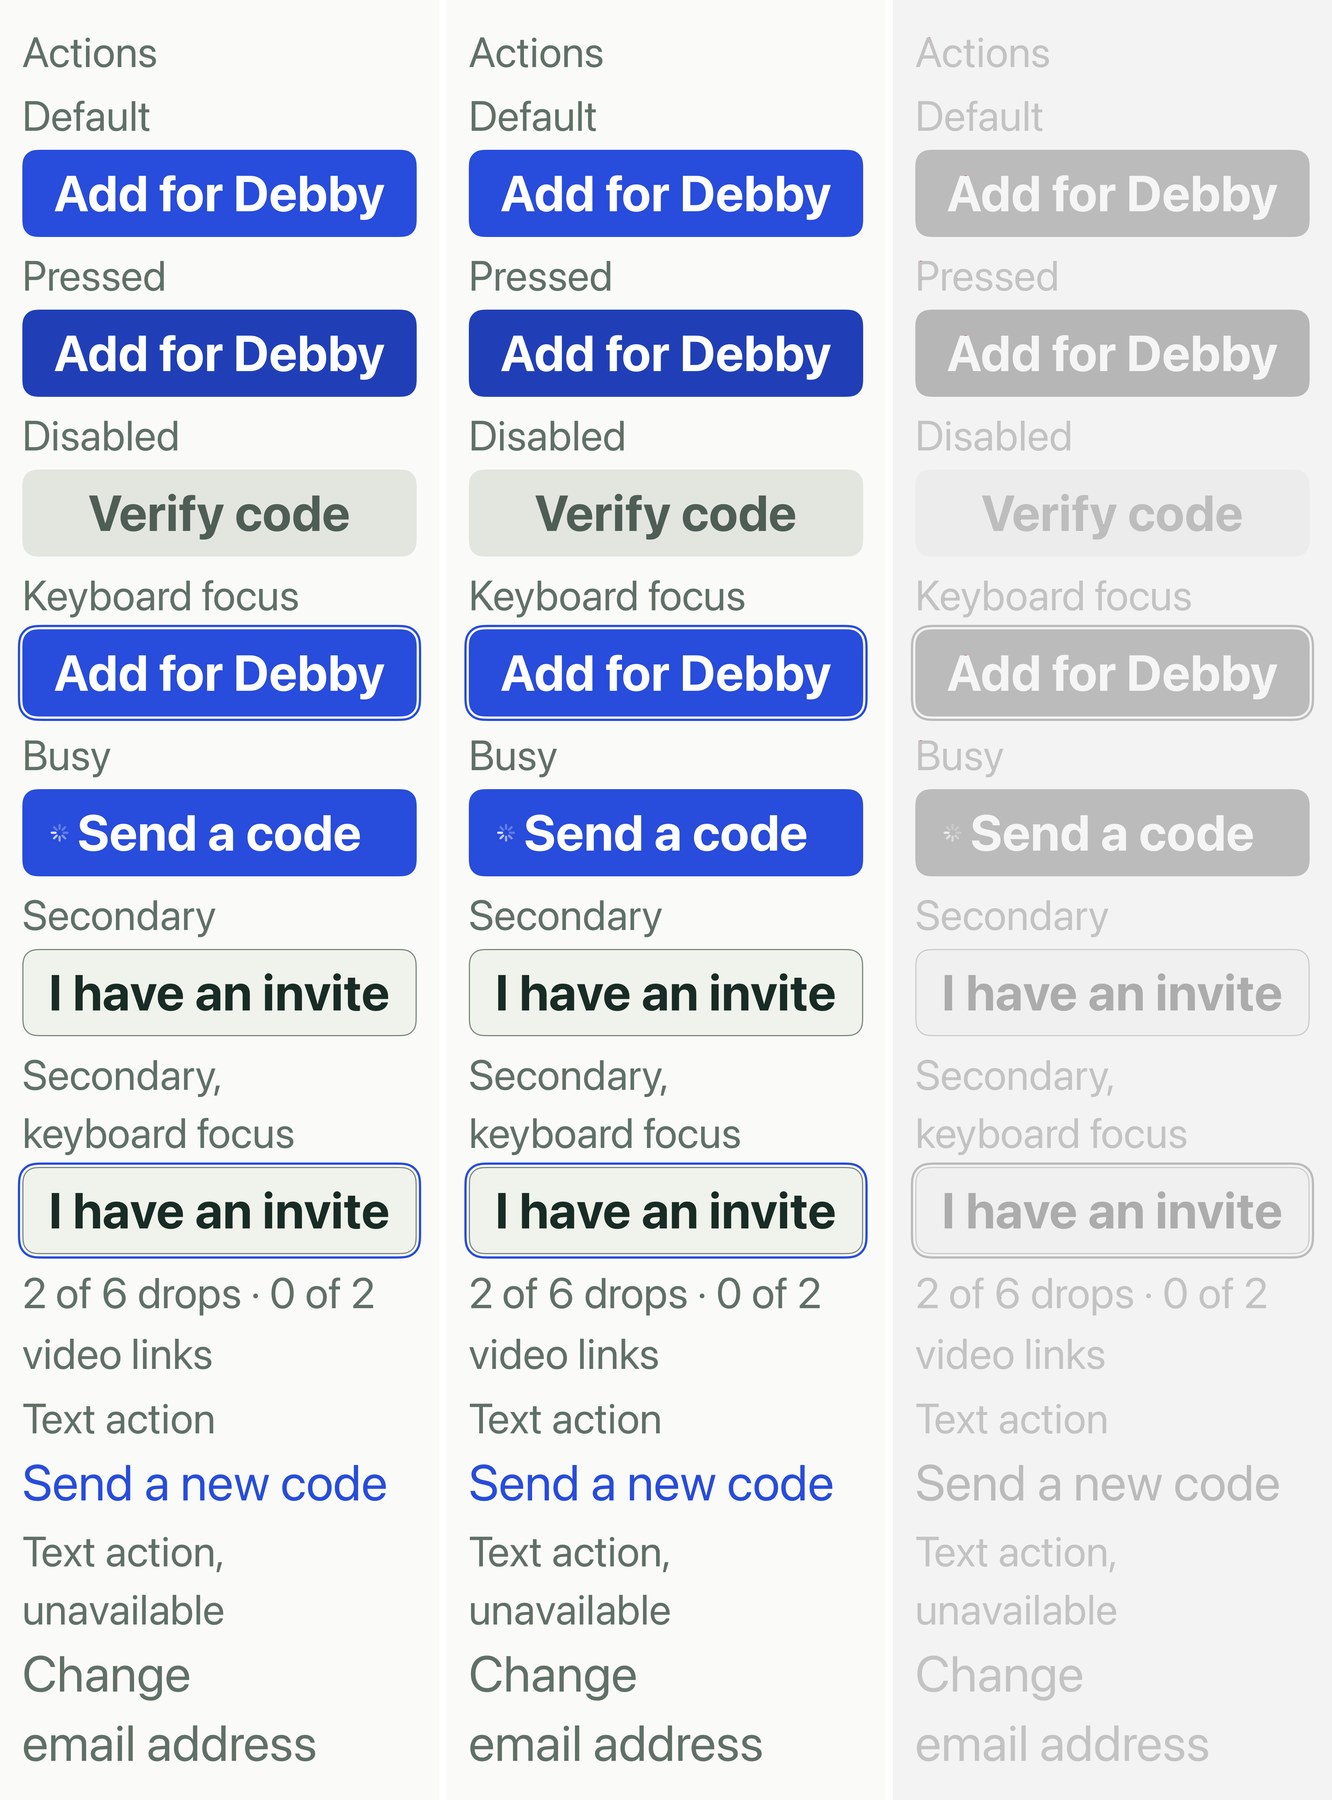 Actions
Default
Add for Debby
Pressed
Add for Debby
Disabled
Verify code
Keyboard focus
Add for Debby
Busy
Send a code
Secondary
I have an invite
Secondary,
keyboard focus
I have an invite
2 of 6 drops · 0 of 2
video links
Text action
Send a new code
Text action,
unavailable
Change
email address
Actions
Default
Add for Debby
Pressed
Add for Debby
Disabled
Verify code
Keyboard focus
Add for Debby
Busy
Send a code
Secondary
I have an invite
Secondary,
keyboard focus
I have an invite
2 of 6 drops · 0 of 2
video links
Text action
Send a new code
Text action,
unavailable
Change
email address
Actions
Default
Add for Debby
Pressed
Add for Debby
Disabled
Verify code
Keyboard focus
Add for Debby
Busy
Send a code
Secondary
I have an invite
Secondary,
keyboard focus
I have an invite
2 of 6 drops · 0 of 2
video links
Text action
Send a new code
Text action,
unavailable
Change
email address